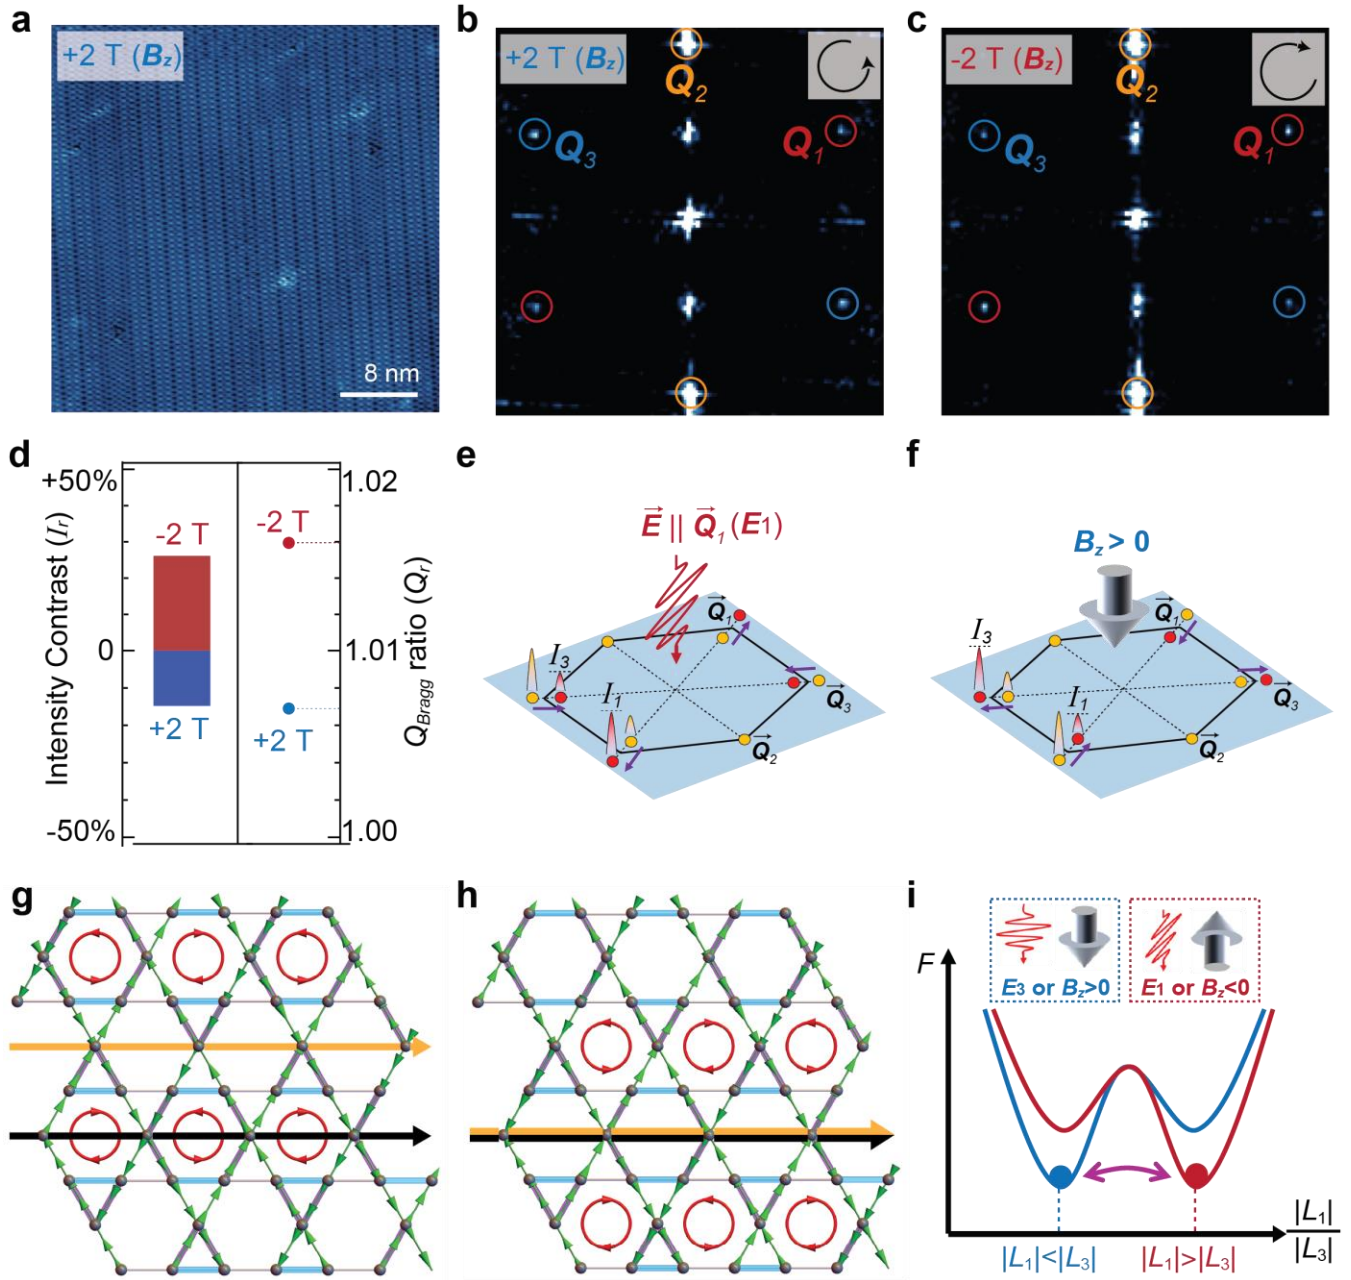 a
+2 T (Bz)
8 nm
b
+2 T (Bz)
Q2
Q3
Q1
c
-2 T (Bz)
Q2
Q3
Q1
d
+50%
0
-50%
Intensity Contrast (Ir)
-2 T
+2 T
-2 T
+2 T
1.02
1.01
1.00
QBragg ratio (Qr)
e
E || Q1 (E1)
Q1
I3
I1
Q3
Q2
f
Bz > 0
Q1
I3
I1
Q3
Q2
g
h
i
F
E3 or Bz>0
E1 or Bz<0
|L1|<|L3|
|L1|>|L3|
|L1|
|L3|